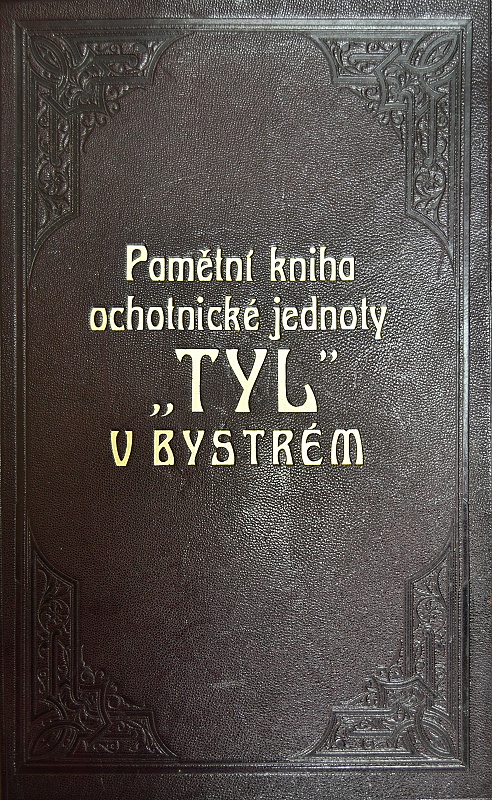 Pamětní kniha
ochotnické jednoty
„TYL”
V BYSTRÉM